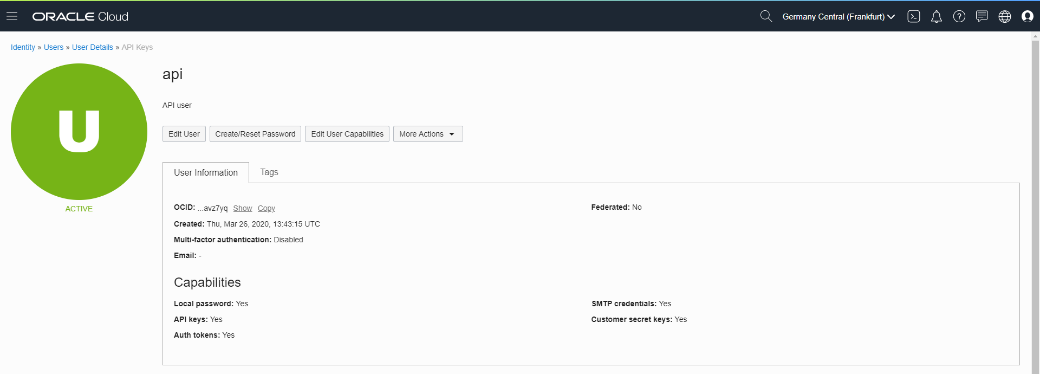 ORACLE Cloud
Germany Central (Frankfurt)
Identity » Users » User Details » API Keys
U
ACTIVE
api
API user
Edit User
Create/Reset Password
Edit User Capabilities
More Actions
User Information
Tags
OCID: ...avz7yq Show Copy
Federated: No
Created: Thu, Mar 26, 2020, 13:43:15 UTC
Multi-factor authentication: Disabled
Email: -
Capabilities
Local password: Yes
SMTP credentials: Yes
API keys: Yes
Customer secret keys: Yes
Auth tokens: Yes